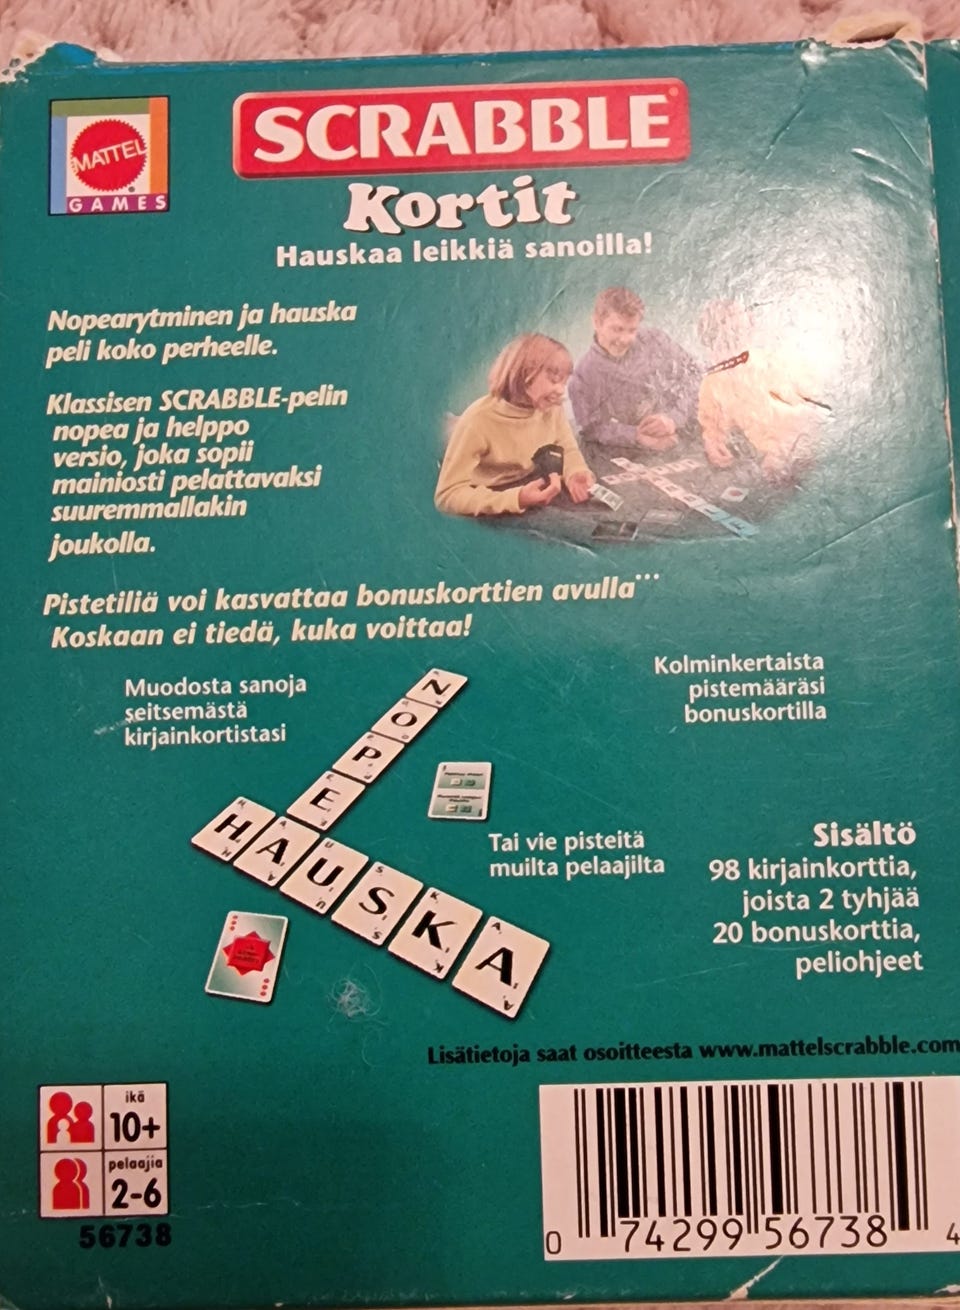 MATTEL
GAMES
SCRABBLE
Kortit
Hauskaa leikkiä sanoilla!
Nopearytminen ja hauska
peli koko perheelle.
Klassisen SCRABBLE-pelin
nopea ja helppo
versio, joka sopii
mainiosti pelattavaksi
suuremmallakin
joukolla.
Pistetiliä voi kasvattaa bonuskorttien avulla...
Koskaan ei tiedä, kuka voittaa!
Muodosta sanoja
seitsemästä
kirjainkortistasi
Kolminkertaista
pistemääräsi
bonuskortilla
NOPE
HAUSKA
Tai vie pisteitä
muilta pelaajilta
Sisältö
98 kirjainkorttia,
joista 2 tyhjää
20 bonuskorttia,
peliohjeet
Lisätietoja saat osoitteesta www.mattelscrabble.com
ikä
10+
pelaajia
2-6
56738
0 74299 56738 4